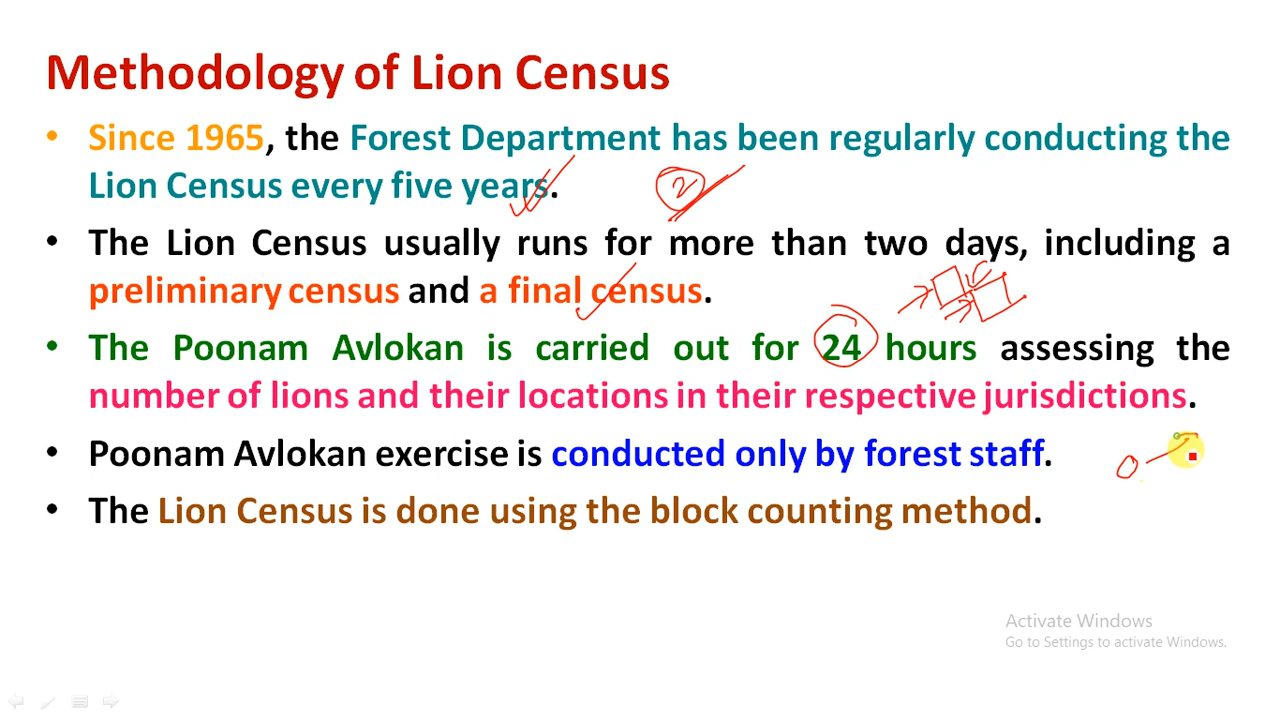 Methodology of Lion Census
• Since 1965, the Forest Department has been regularly conducting the
Lion Census every five years.
2
• The Lion Census usually runs for more than two days, including a
preliminary census and a final census.
• The Poonam Avlokan is carried out for 24 hours assessing the
number of lions and their locations in their respective jurisdictions.
• Poonam Avlokan exercise is conducted only by forest staff.
• The Lion Census is done using the block counting method.
Activate Windows
Go to Settings to activate Windows.